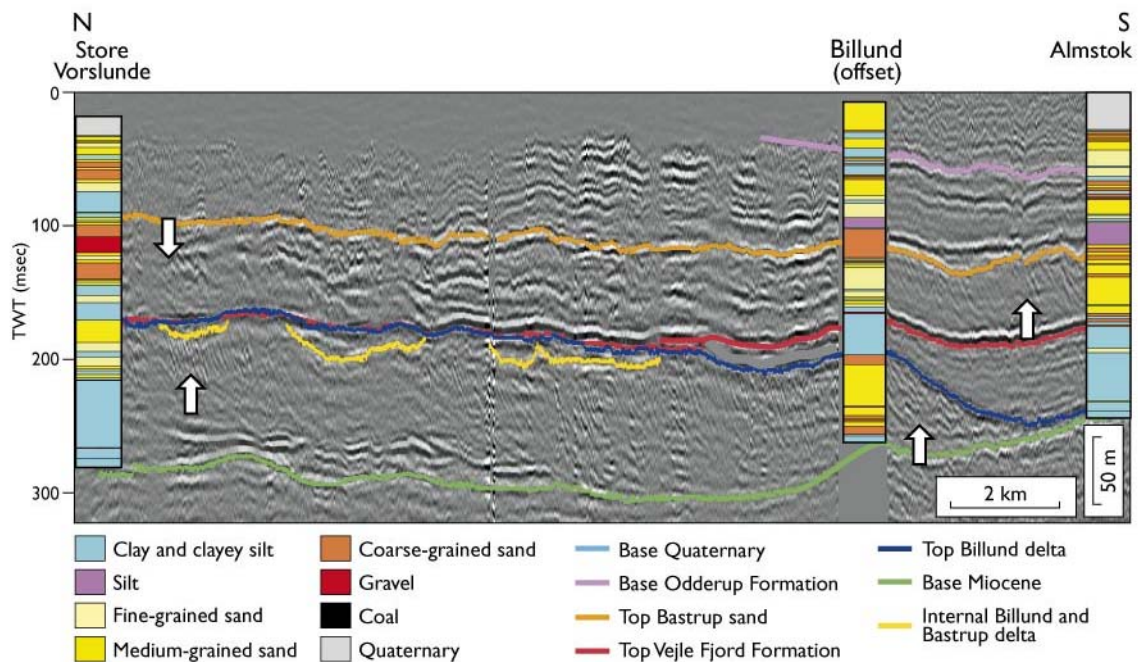 N
S
Store
Vorslunde
Billund
(offset)
Almstok
0
100
200
300
TWT (msec)
2 km
50 m
Clay and clayey silt
Silt
Fine-grained sand
Medium-grained sand
Coarse-grained sand
Gravel
Coal
Quaternary
Base Quaternary
Base Odderup Formation
Top Bastrup sand
Top Vejle Fjord Formation
Top Billund delta
Base Miocene
Internal Billund and
Bastrup delta